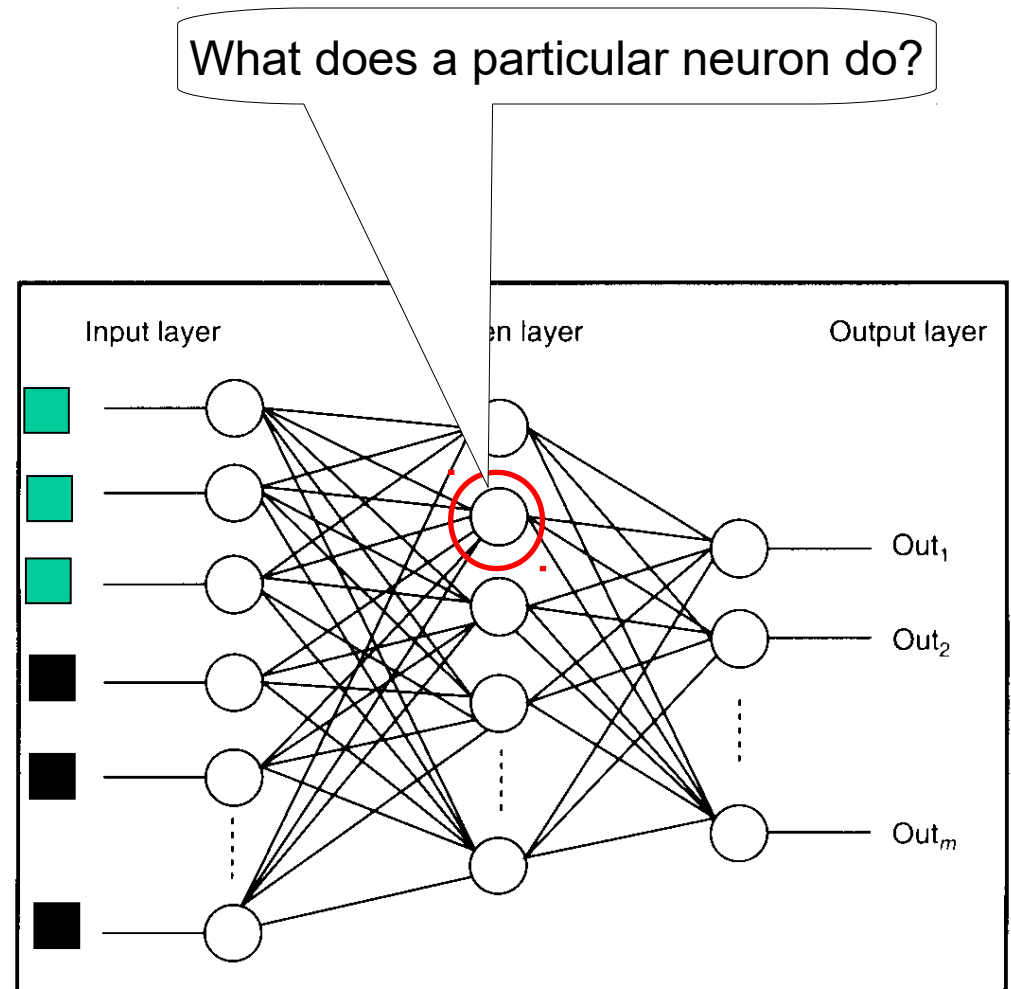 What does a particular neuron do?
Input layer
en layer
Output layer
Out₁
Out₂
Outₘ